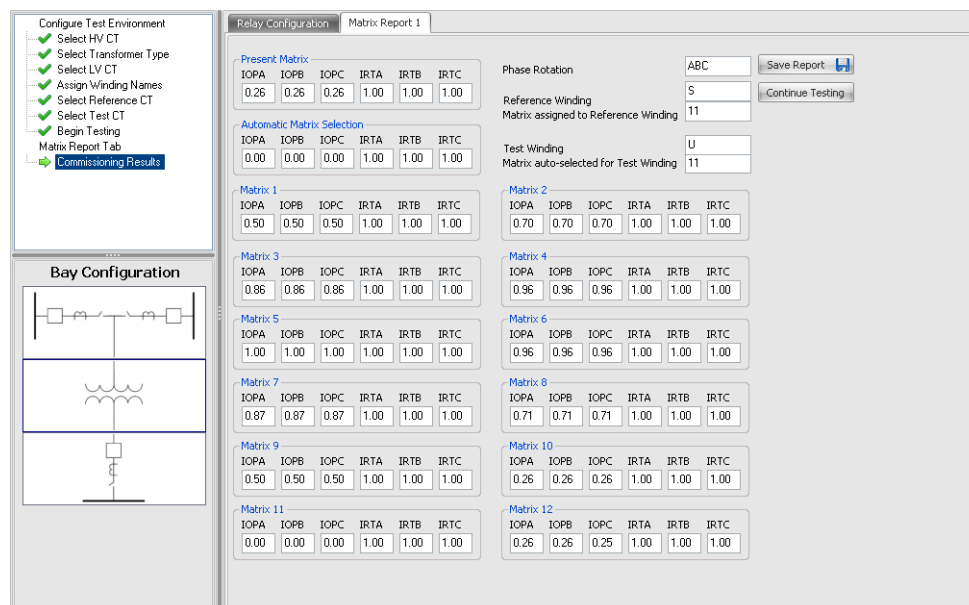 Configure Test Environment
Select HV CT
Select Transformer Type
Select LV CT
Assign Winding Names
Select Reference CT
Select Test CT
Begin Testing
Matrix Report Tab
Commissioning Results
Bay Configuration
Relay Configuration Matrix Report 1
Present Matrix
IOPA IOPB IOPC IRTA IRTB IRTC
0.26 0.26 0.26 1.00 1.00 1.00
Automatic Matrix Selection
IOPA IOPB IOPC IRTA IRTB IRTC
0.00 0.00 0.00 1.00 1.00 1.00
Phase Rotation ABC
Reference Winding S
Matrix assigned to Reference Winding 11
Test Winding U
Matrix auto-selected for Test Winding 11
Save Report
Continue Testing
Matrix 1
IOPA IOPB IOPC IRTA IRTB IRTC
0.50 0.50 0.50 1.00 1.00 1.00
Matrix 2
IOPA IOPB IOPC IRTA IRTB IRTC
0.70 0.70 0.70 1.00 1.00 1.00
Matrix 3
IOPA IOPB IOPC IRTA IRTB IRTC
0.86 0.86 0.86 1.00 1.00 1.00
Matrix 4
IOPA IOPB IOPC IRTA IRTB IRTC
0.96 0.96 0.96 1.00 1.00 1.00
Matrix 5
IOPA IOPB IOPC IRTA IRTB IRTC
1.00 1.00 1.00 1.00 1.00 1.00
Matrix 6
IOPA IOPB IOPC IRTA IRTB IRTC
0.96 0.96 0.96 1.00 1.00 1.00
Matrix 7
IOPA IOPB IOPC IRTA IRTB IRTC
0.87 0.87 0.87 1.00 1.00 1.00
Matrix 8
IOPA IOPB IOPC IRTA IRTB IRTC
0.71 0.71 0.71 1.00 1.00 1.00
Matrix 9
IOPA IOPB IOPC IRTA IRTB IRTC
0.50 0.50 0.50 1.00 1.00 1.00
Matrix 10
IOPA IOPB IOPC IRTA IRTB IRTC
0.26 0.26 0.26 1.00 1.00 1.00
Matrix 11
IOPA IOPB IOPC IRTA IRTB IRTC
0.00 0.00 0.00 1.00 1.00 1.00
Matrix 12
IOPA IOPB IOPC IRTA IRTB IRTC
0.26 0.26 0.25 1.00 1.00 1.00